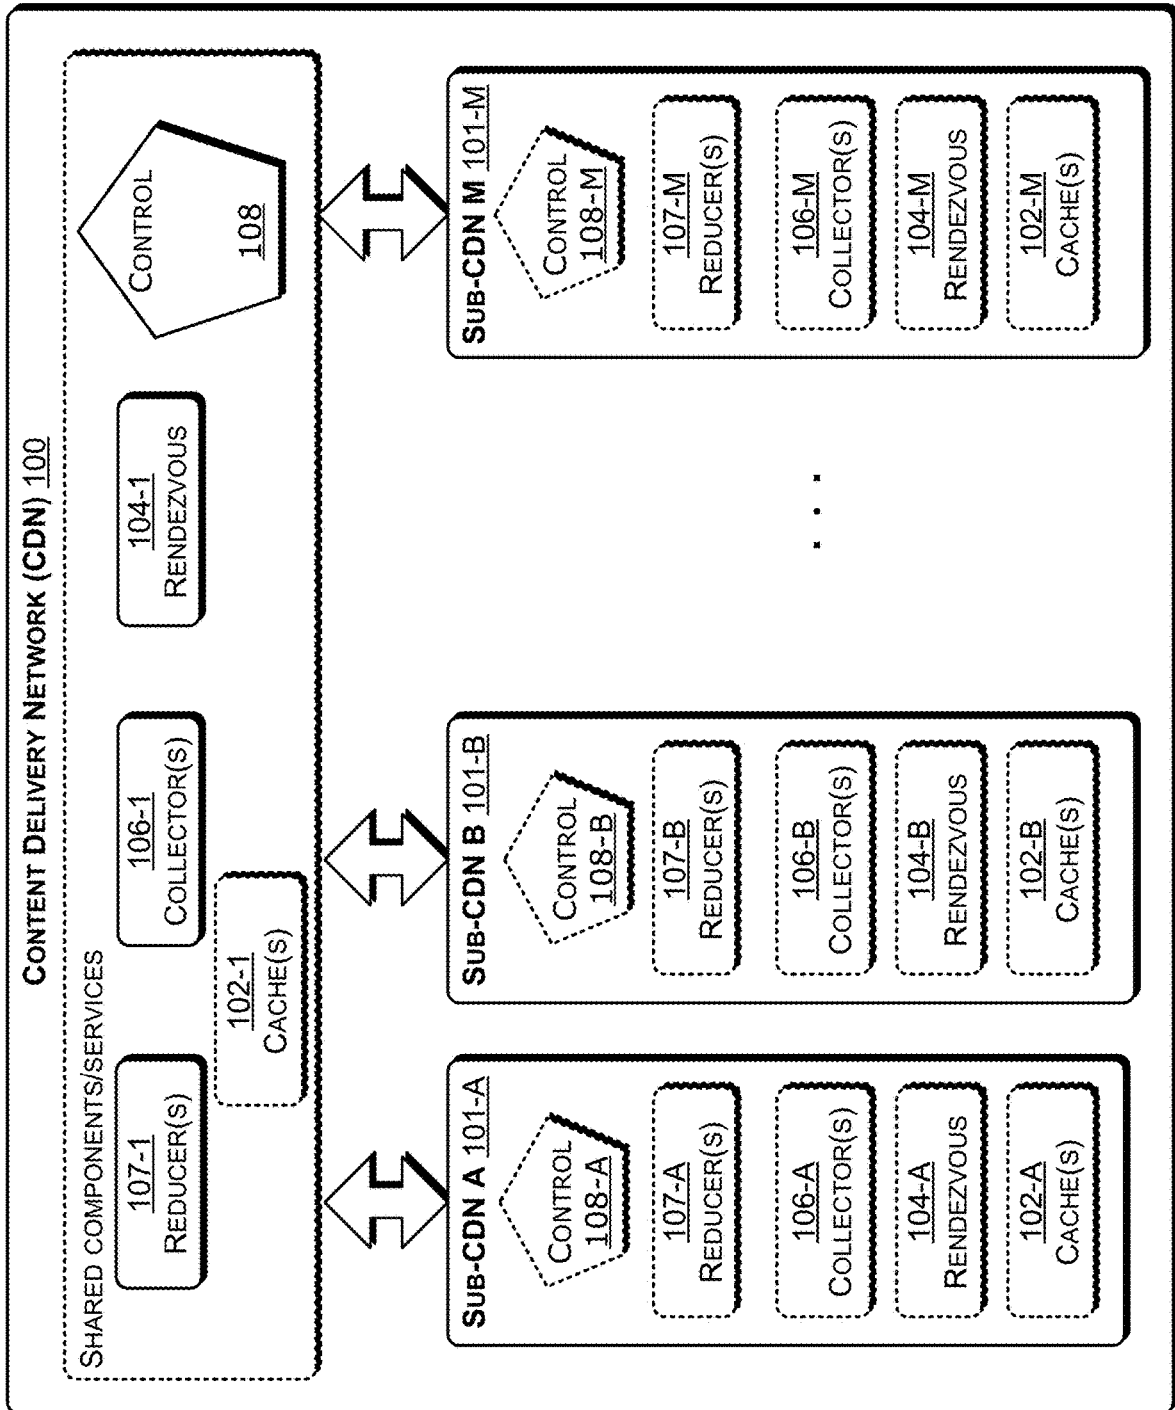 CONTENT DELIVERY NETWORK (CDN) 100
SHARED COMPONENTS/SERVICES
107-1
REDUCER(S)
106-1
COLLECTOR(S)
102-1
CACHE(S)
104-1
RENDEZVOUS
CONTROL
108
SUB-CDN A 101-A
CONTROL
108-A
107-A
REDUCER(S)
106-A
COLLECTOR(S)
104-A
RENDEZVOUS
102-A
CACHE(S)
SUB-CDN B 101-B
CONTROL
108-B
107-B
REDUCER(S)
106-B
COLLECTOR(S)
104-B
RENDEZVOUS
102-B
CACHE(S)
. . .
SUB-CDN M 101-M
CONTROL
108-M
107-M
REDUCER(S)
106-M
COLLECTOR(S)
104-M
RENDEZVOUS
102-M
CACHE(S)